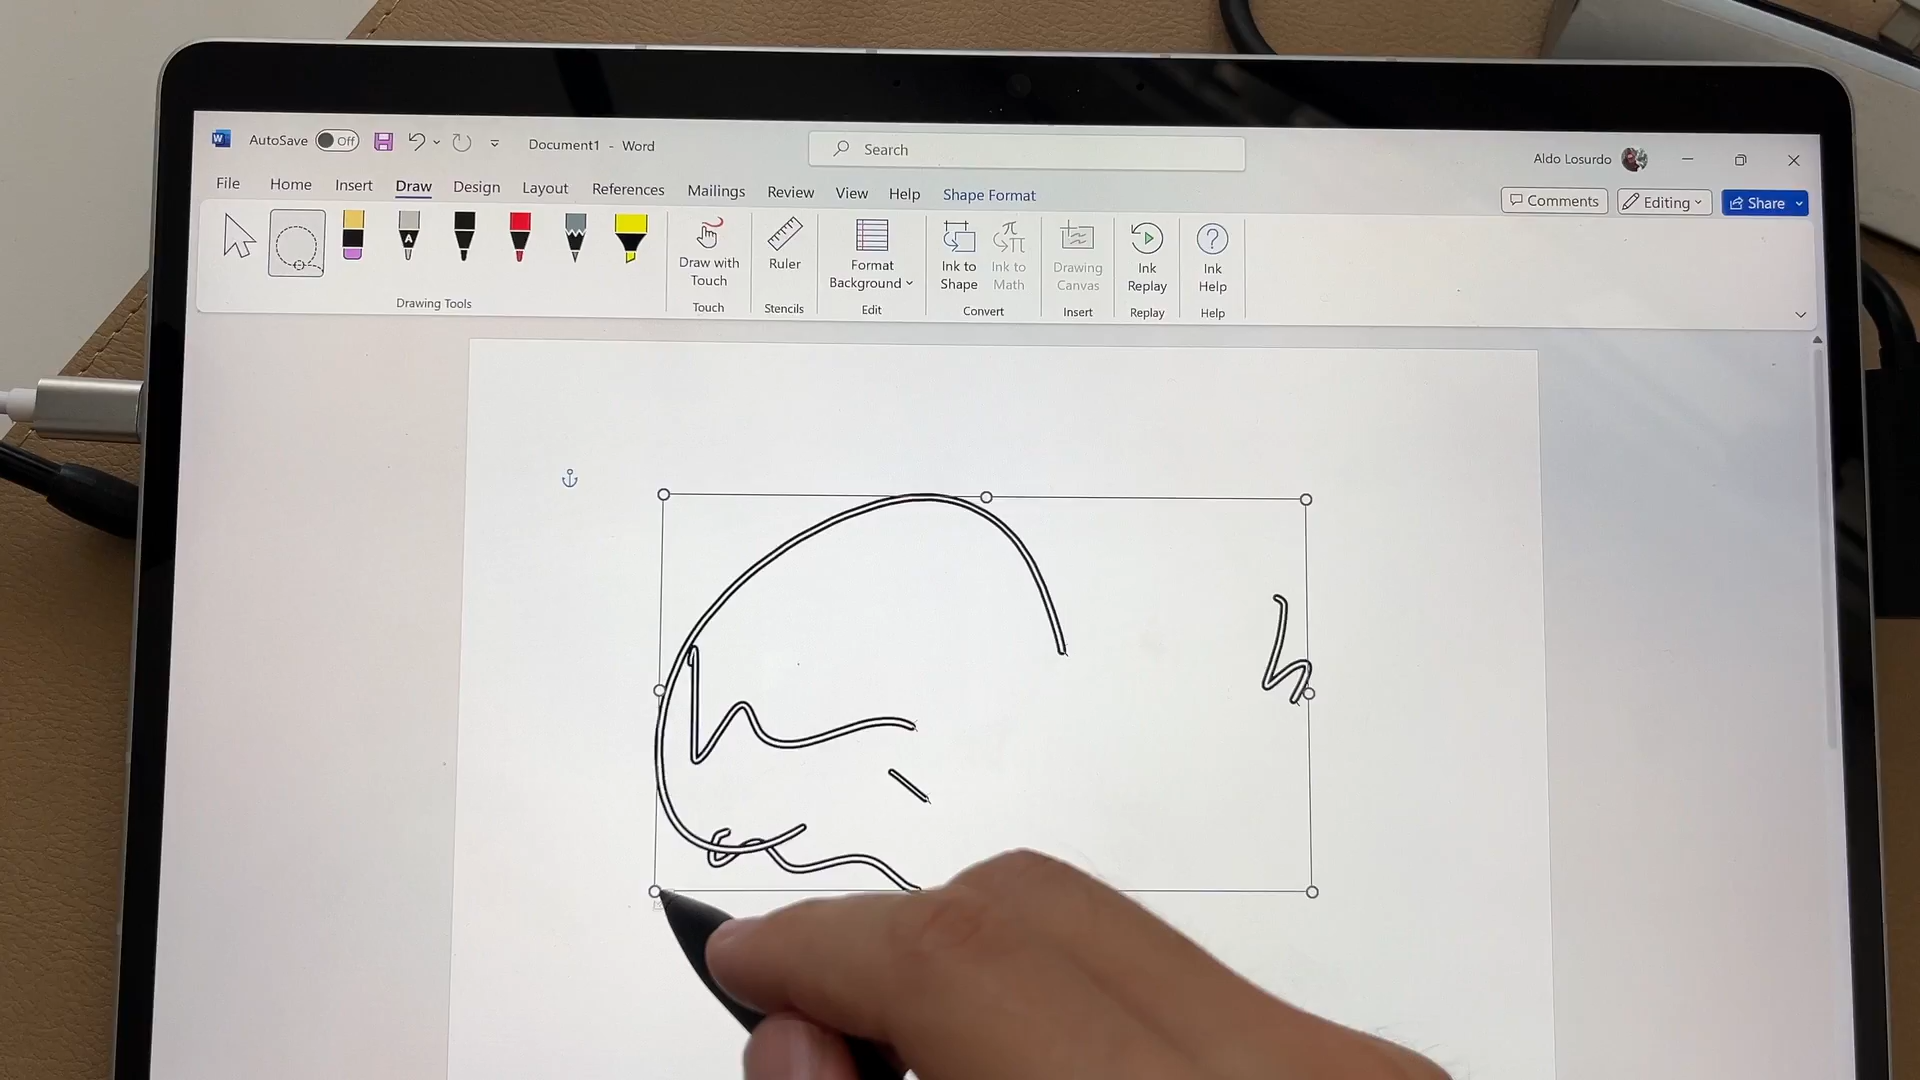 W AutoSave Off Document1 - Word Search Aldo Losurdo
File Home Insert Draw Design Layout References Mailings Review View Help Shape Format Comments Editing Share
A
Draw with Touch Ruler Format Background Ink to Shape Ink to Math Drawing Canvas Ink Replay Ink Help
Drawing Tools Touch Stencils Edit Convert Insert Replay Help